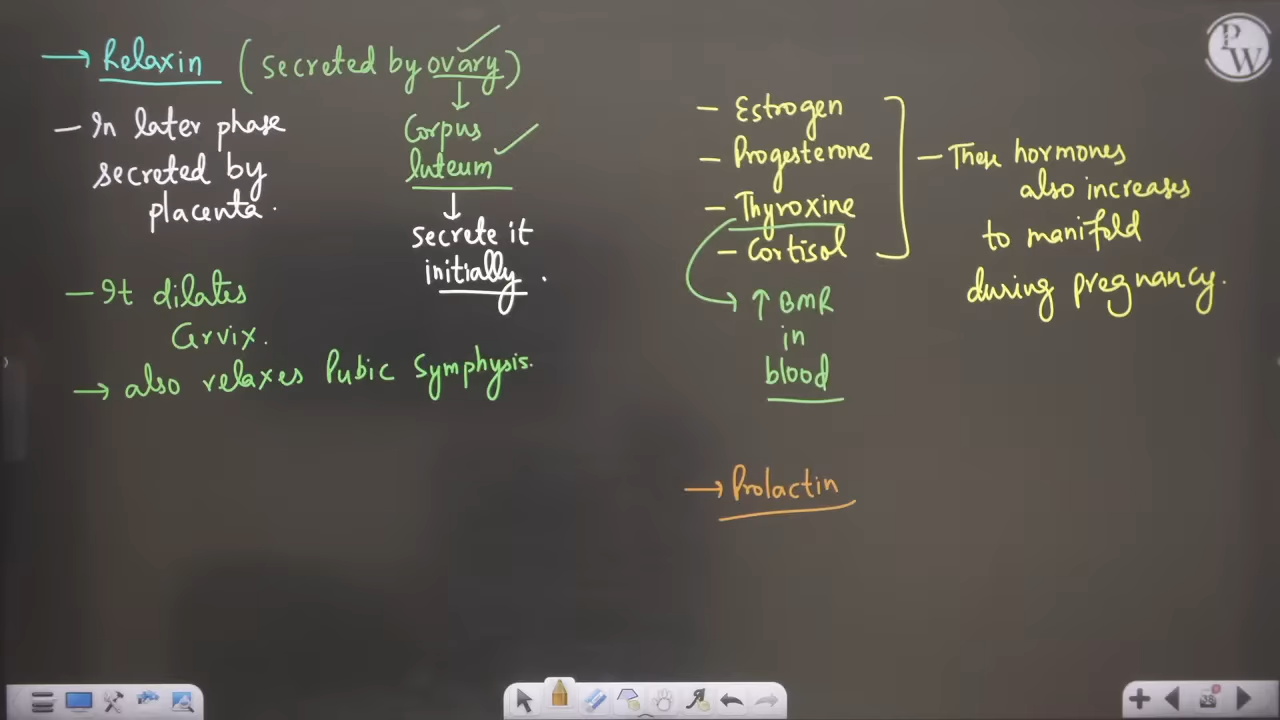 → Relaxin (secreted by ovary)
- In later phase
secreted by
placenta.
Corpus
luteum
secrete it
initially.
- It dilates
Cervix.
→ also relaxes Pubic Symphysis.
- Estrogen
- Progesterone
- Thyroxine
- Cortisol
↑ BMR
in
blood
- These hormones
also increases
to manifold
during pregnancy.
→ Prolactin
PW